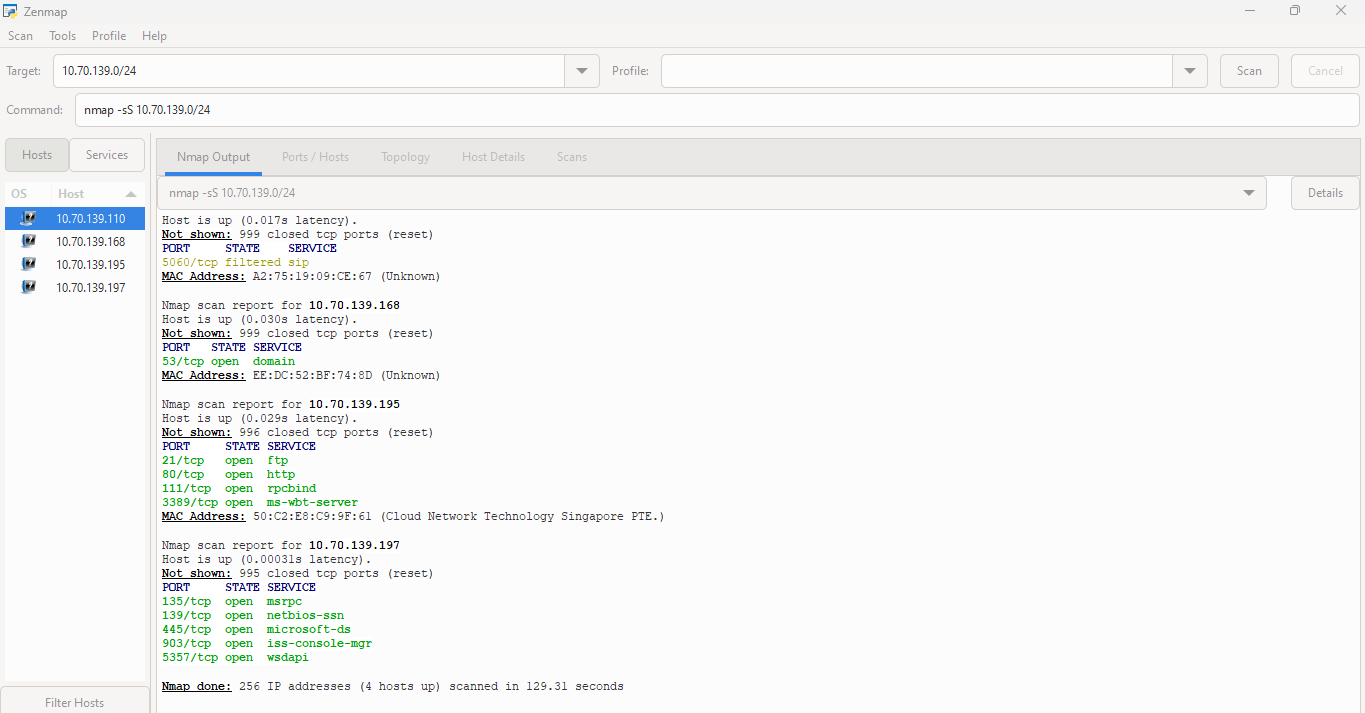 Zenmap
Scan Tools Profile Help
Target: 10.70.139.0/24 Profile: Scan Cancel
Command: nmap -sS 10.70.139.0/24
Hosts Services
Nmap Output Ports / Hosts Topology Host Details Scans
OS Host
nmap -sS 10.70.139.0/24 Details
10.70.139.110
10.70.139.168
10.70.139.195
10.70.139.197
Filter Hosts
Host is up (0.017s latency).
Not shown: 999 closed tcp ports (reset)
PORT STATE SERVICE
5060/tcp filtered sip
MAC Address: A2:75:19:09:CE:67 (Unknown)
Nmap scan report for 10.70.139.168
Host is up (0.030s latency).
Not shown: 999 closed tcp ports (reset)
PORT STATE SERVICE
53/tcp open domain
MAC Address: EE:DC:52:BF:74:8D (Unknown)
Nmap scan report for 10.70.139.195
Host is up (0.029s latency).
Not shown: 996 closed tcp ports (reset)
PORT STATE SERVICE
21/tcp open ftp
80/tcp open http
111/tcp open rpcbind
3389/tcp open ms-wbt-server
MAC Address: 50:C2:E8:C9:9F:61 (Cloud Network Technology Singapore PTE.)
Nmap scan report for 10.70.139.197
Host is up (0.00031s latency).
Not shown: 995 closed tcp ports (reset)
PORT STATE SERVICE
135/tcp open msrpc
139/tcp open netbios-ssn
445/tcp open microsoft-ds
903/tcp open iss-console-mgr
5357/tcp open wsdapi
Nmap done: 256 IP addresses (4 hosts up) scanned in 129.31 seconds